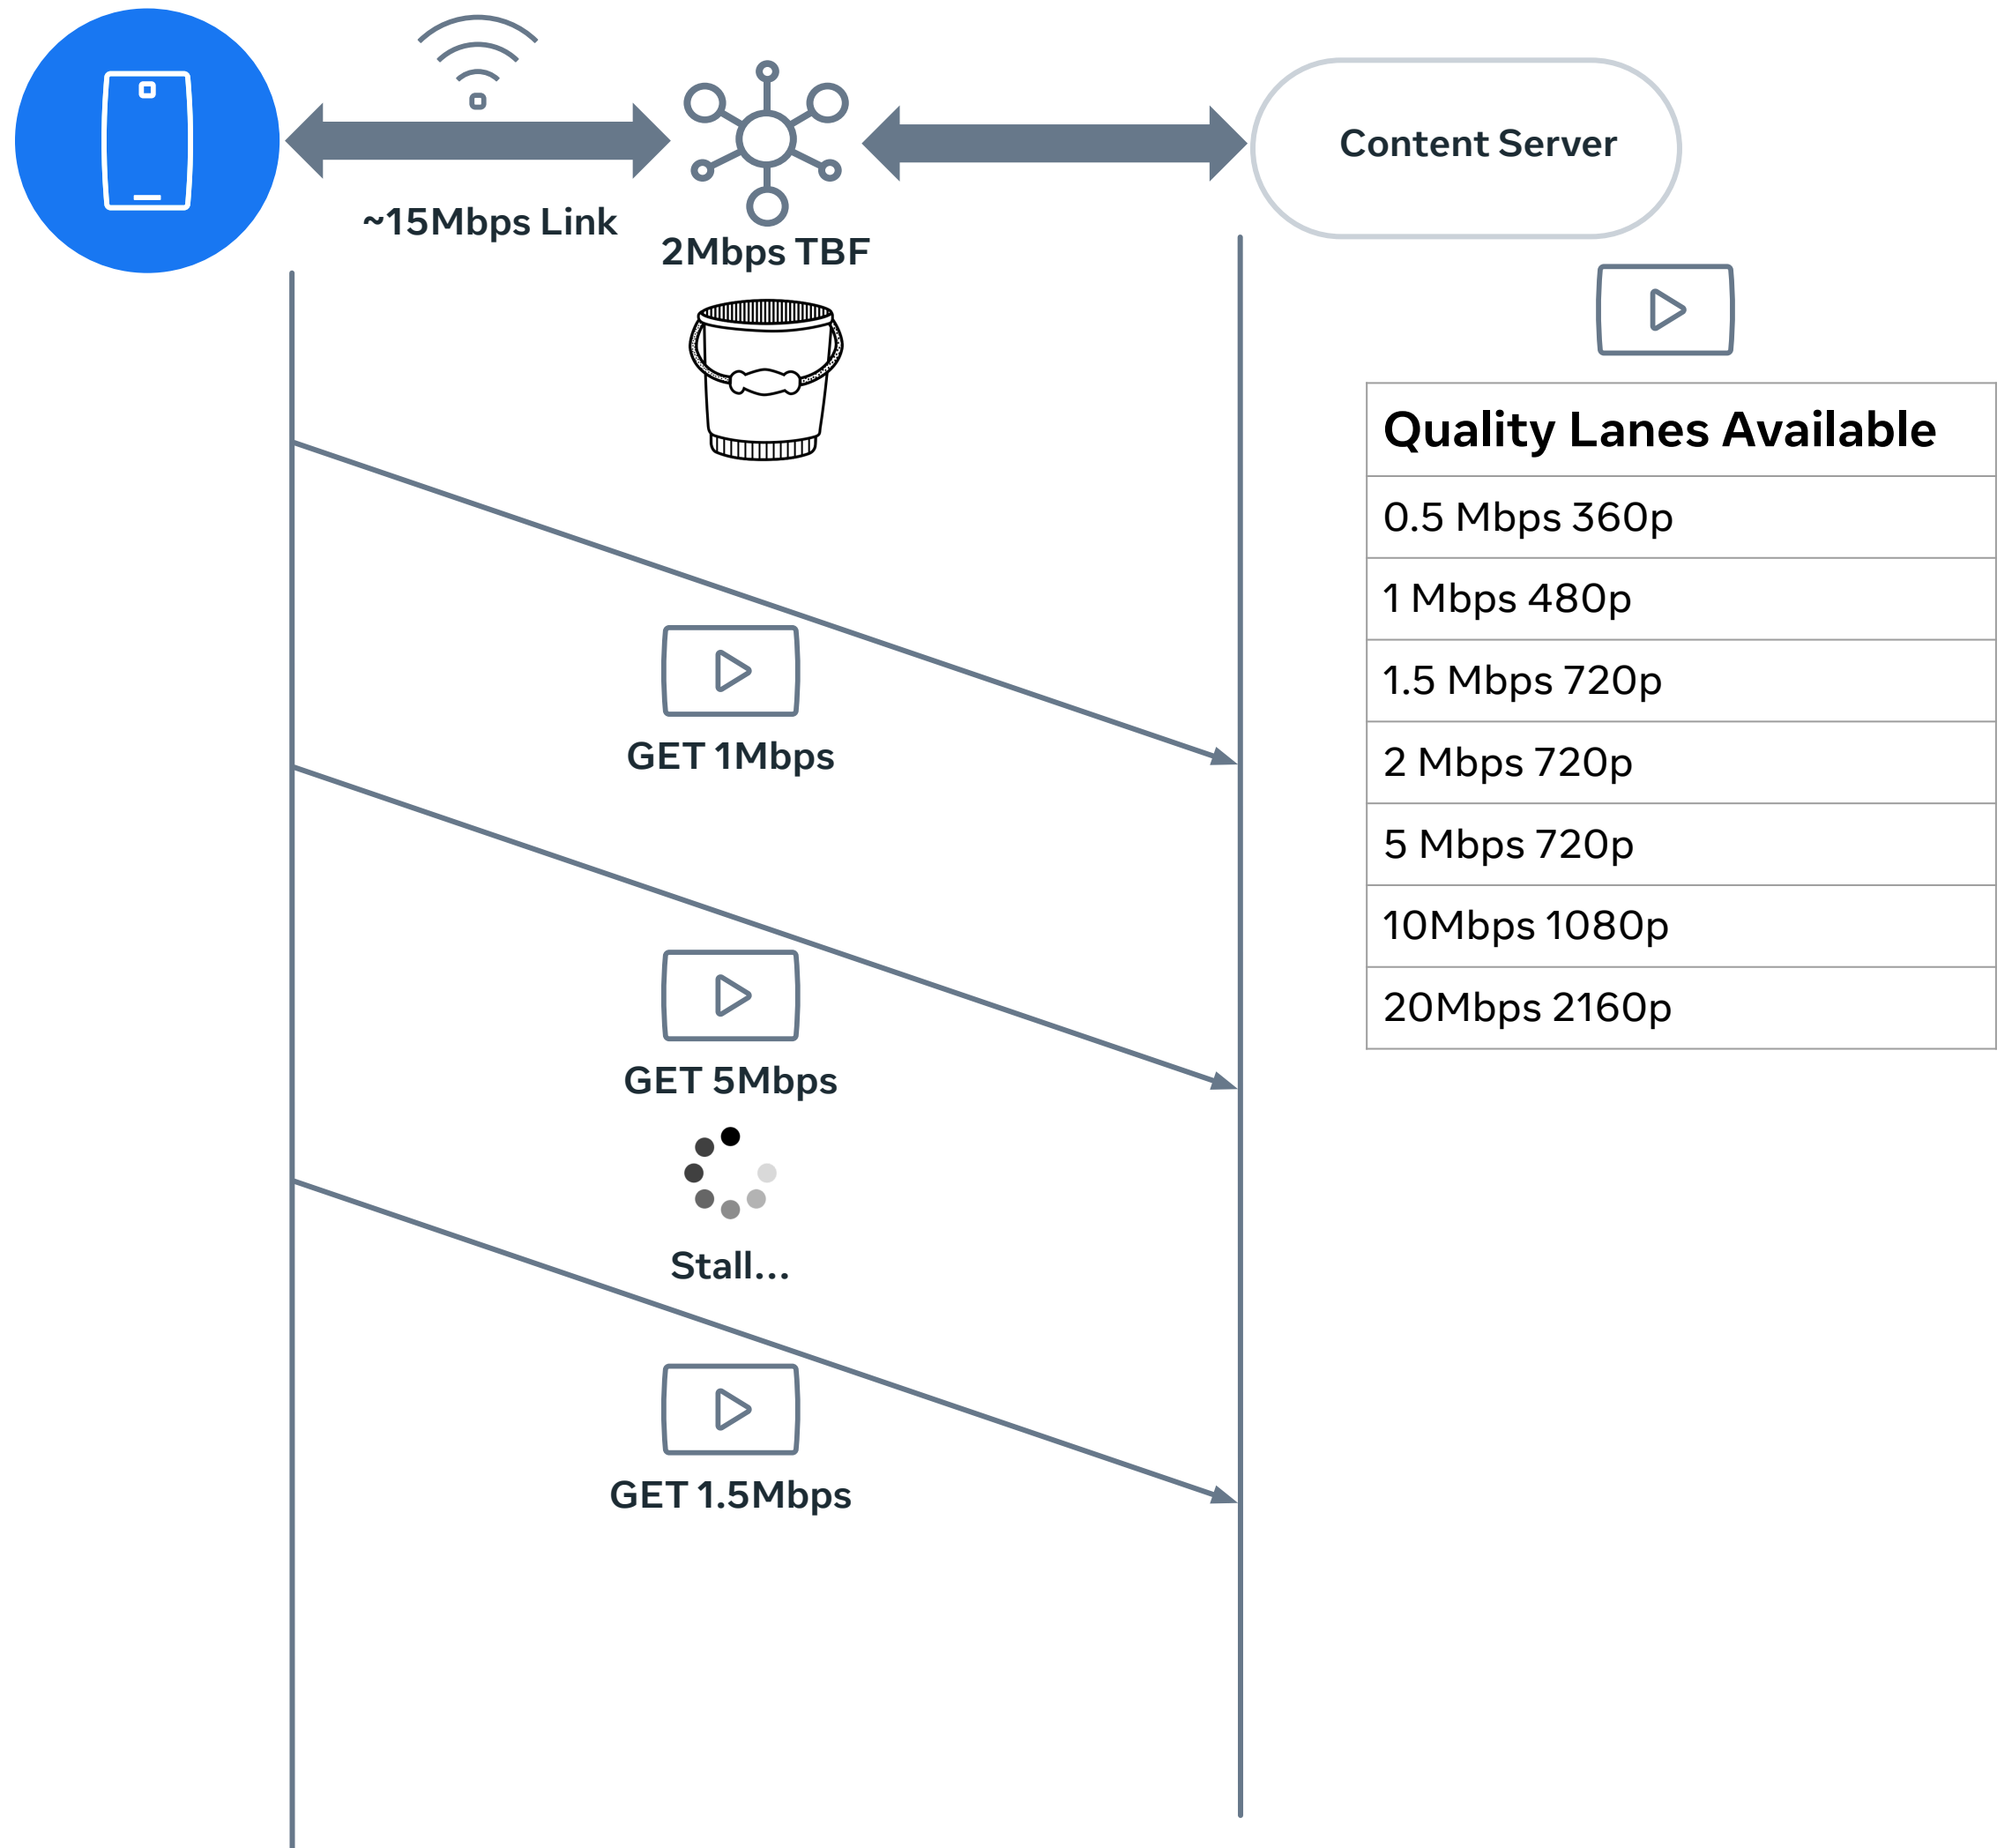 ~15Mbps Link
2Mbps TBF
Content Server
Quality Lanes Available
0.5 Mbps 360p
1 Mbps 480p
1.5 Mbps 720p
2 Mbps 720p
5 Mbps 720p
10Mbps 1080p
20Mbps 2160p
GET 1Mbps
GET 5Mbps
Stall...
GET 1.5Mbps